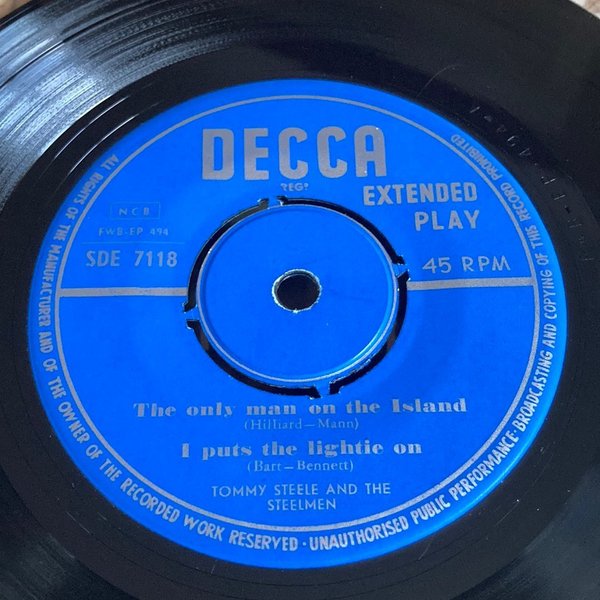 DECCA
REGD
EXTENDED PLAY
NCB
FWB-EP 494
SDE 7118
45 RPM
The only man on the Island
(Hilliard–Mann)
I puts the lightie on
(Bart–Bennett)
TOMMY STEELE AND THE
STEELMEN
ALL RIGHTS OF THE MANUFACTURER AND OF THE OWNER OF THE RECORDED WORK RESERVED · UNAUTHORISED PUBLIC PERFORMANCE · BROADCASTING AND COPYING OF THIS RECORD PROHIBITED